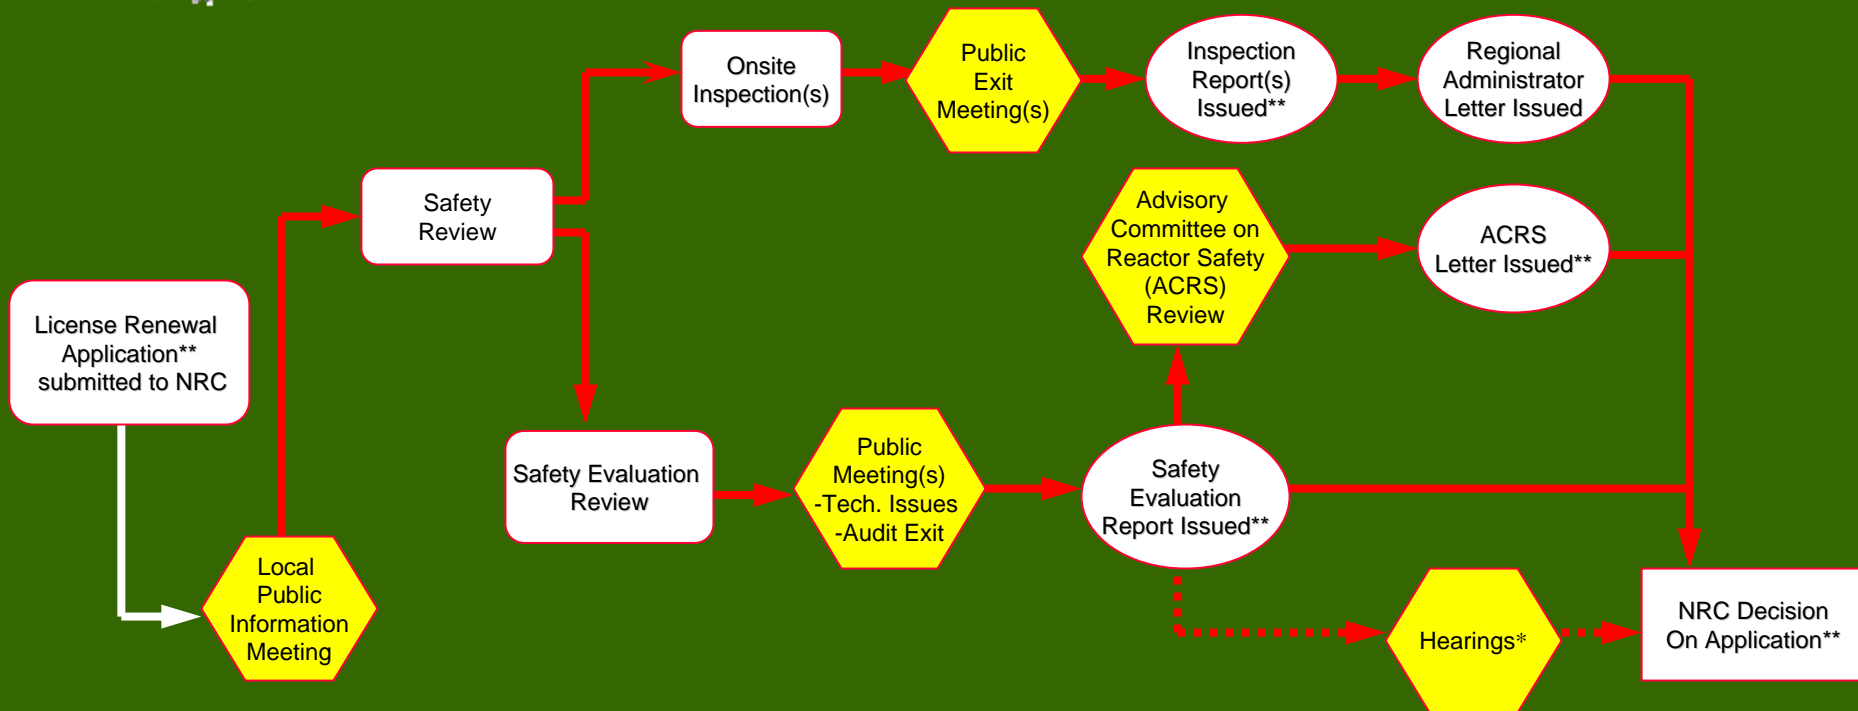 Onsite
Inspection(s)
Public
Exit
Meeting(s)
Inspection
Report(s)
Issued**
Regional
Administrator
Letter Issued
Safety
Review
Advisory
Committee on
Reactor Safety
(ACRS)
Review
ACRS
Letter Issued**
License Renewal
Application**
submitted to NRC
Safety Evaluation
Review
Public
Meeting(s)
-Tech. Issues
-Audit Exit
Safety
Evaluation
Report Issued**
Local
Public
Information
Meeting
Hearings*
NRC Decision
On Application**